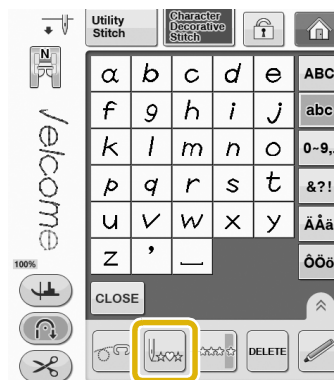 Utility Stitch
Character Decorative Stitch
N
a b c d e
f g h i j
k l m n o
p q r s t
u v w x y
z ’ _
ABC
abc
0~9,.
&?!
ÄÅä
ÔÖö
Welcome
100%
CLOSE
DELETE